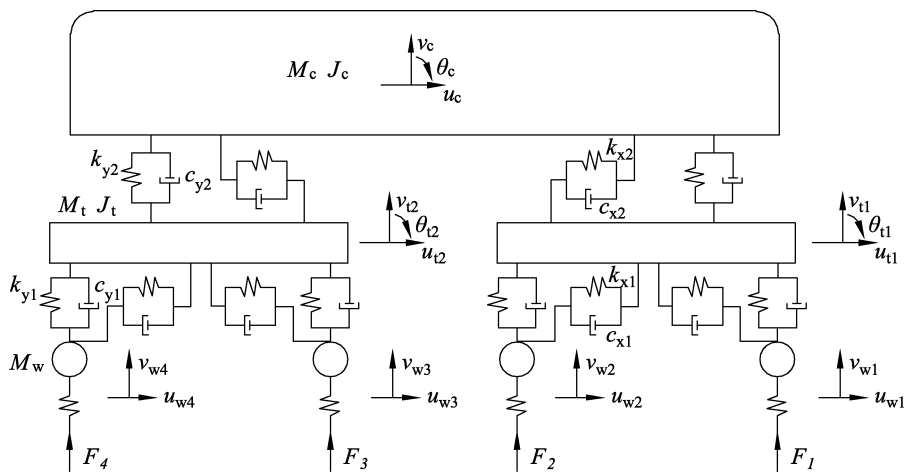 v_c
M_c J_c θ_c
u_c
k_y2 c_y2 k_x2 c_x2
M_t J_t v_t2 θ_t2 u_t2 v_t1 θ_t1 u_t1
k_y1 c_y1 k_x1 c_x1
M_w v_w4 v_w3 v_w2 v_w1
u_w4 u_w3 u_w2 u_w1
F_4 F_3 F_2 F_1